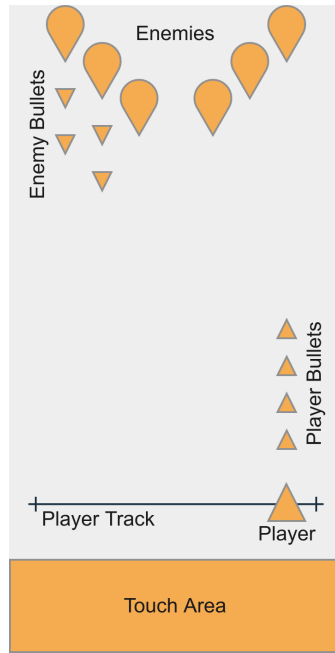 Enemies
Enemy Bullets
Player Bullets
Player Track
Player
Touch Area